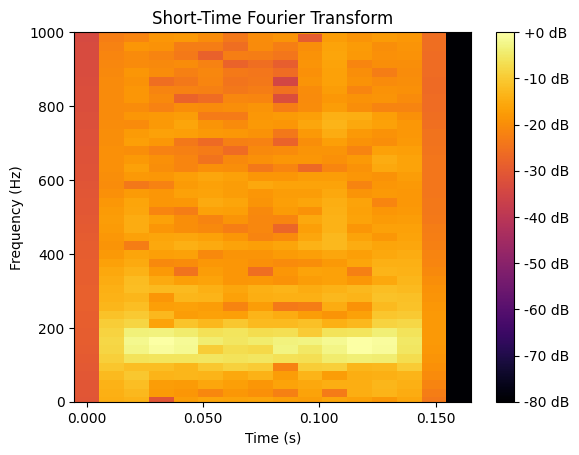 Short-Time Fourier Transform
1000
800
600
400
200
0
Frequency (Hz)
0.000
0.050
0.100
0.150
Time (s)
+0 dB
-10 dB
-20 dB
-30 dB
-40 dB
-50 dB
-60 dB
-70 dB
-80 dB